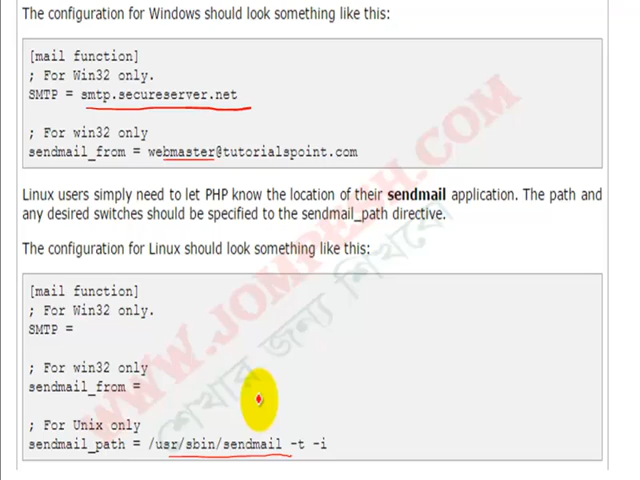 The configuration for Windows should look something like this:
[mail function]
; For Win32 only.
SMTP = smtp.secureserver.net
; For win32 only
sendmail_from = webmaster@tutorialspoint.com
Linux users simply need to let PHP know the location of their sendmail application. The path and
any desired switches should be specified to the sendmail_path directive.
The configuration for Linux should look something like this:
[mail function]
; For Win32 only.
SMTP =
; For win32 only
sendmail_from =
; For Unix only
sendmail_path = /usr/sbin/sendmail -t -i
WWW.JOMPESH.COM
শেখার জন্য শিখবো